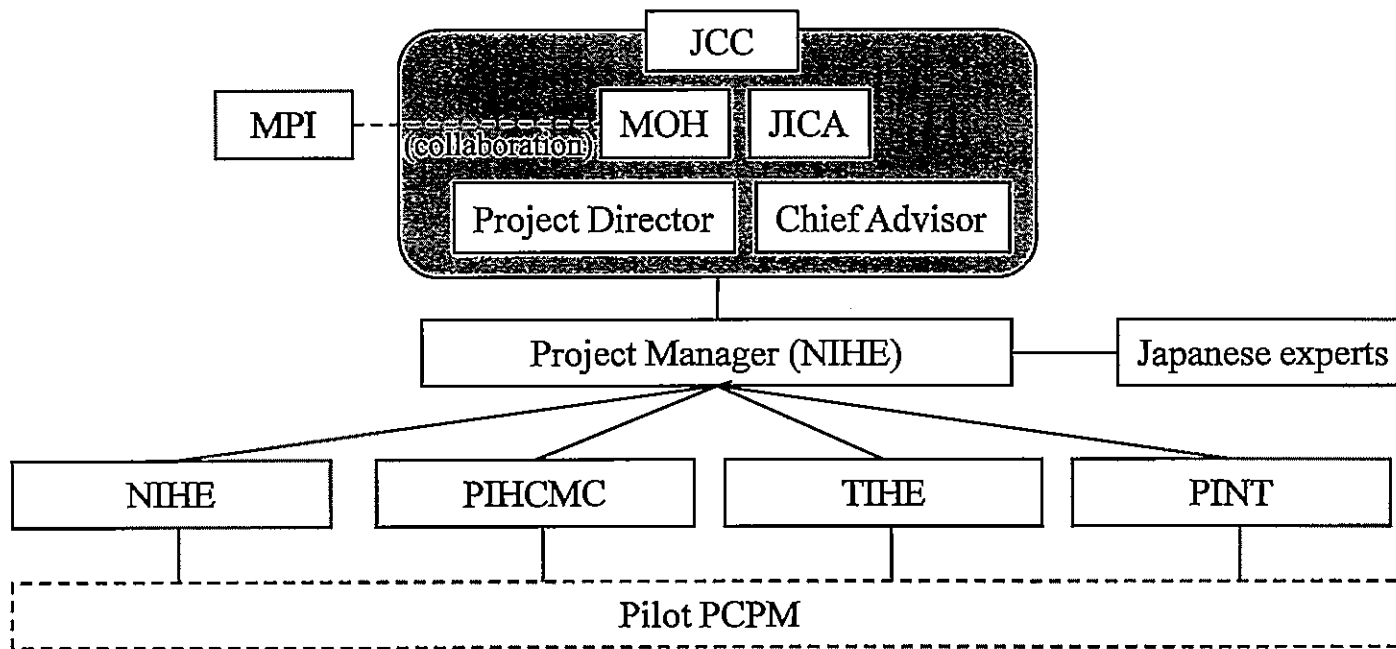 JCC
MPI
(collaboration)
MOH
JICA
Project Director
Chief Advisor
Project Manager (NIHE)
Japanese experts
NIHE
PIHCMC
TIHE
PINT
Pilot PCPM